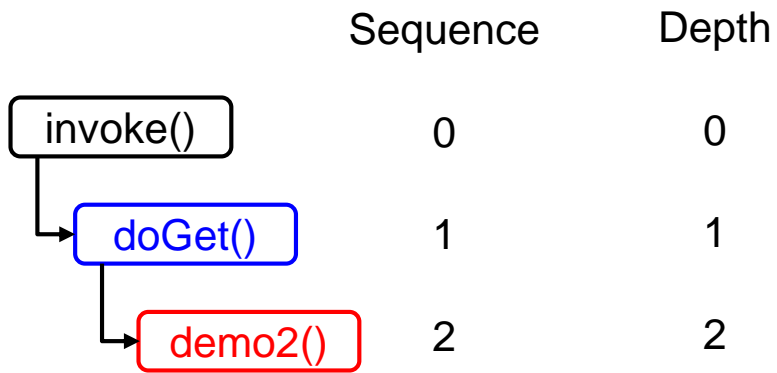 Sequence Depth
invoke() 0 0
doGet() 1 1
demo2() 2 2